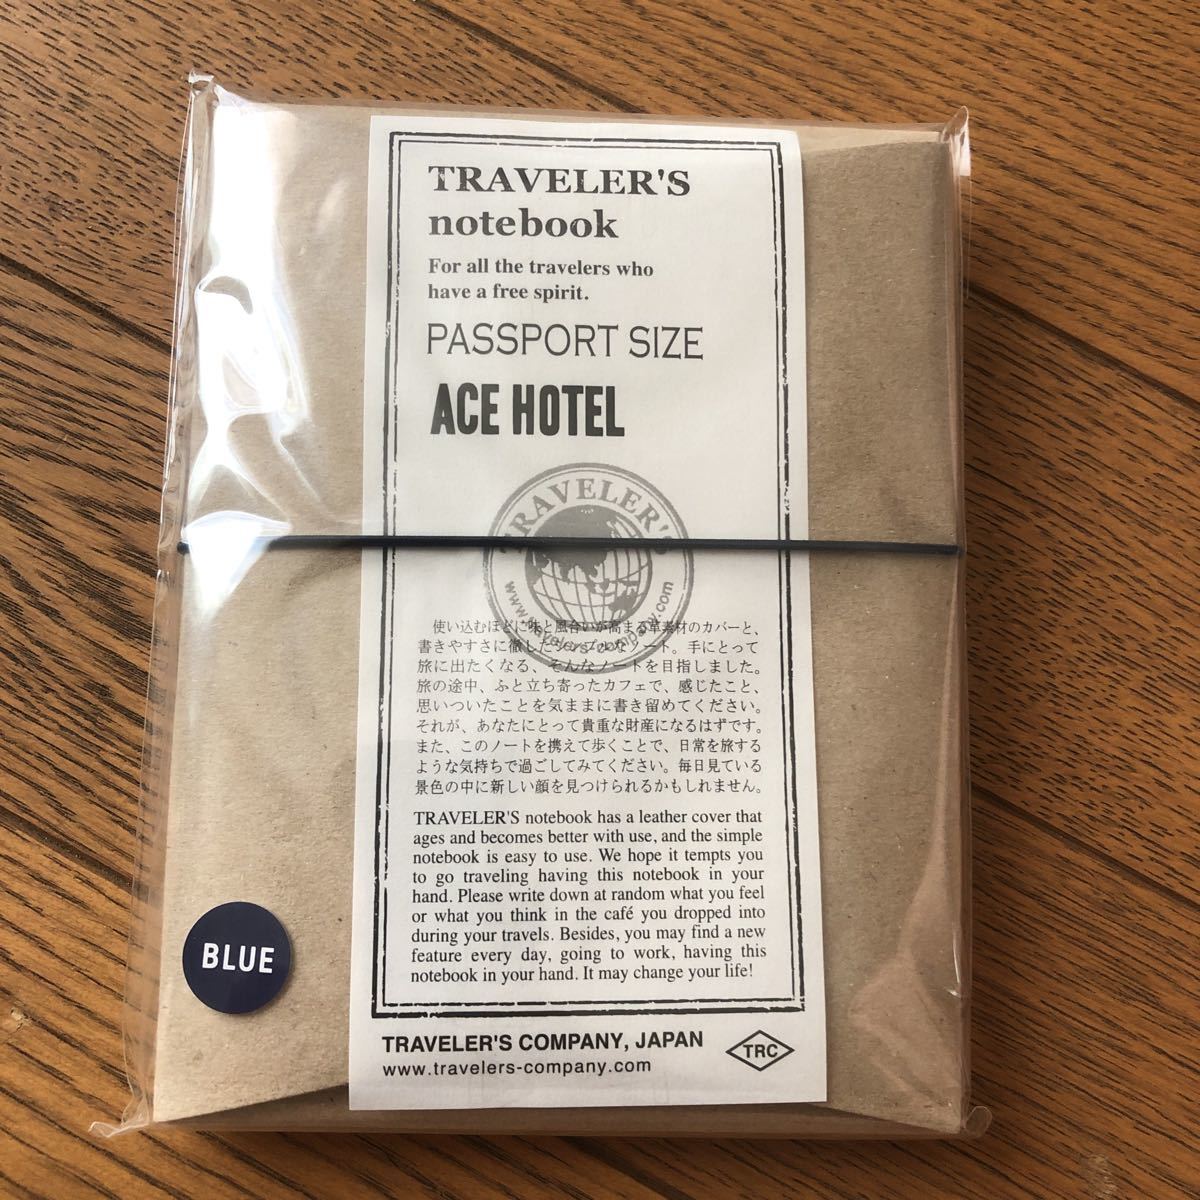 TRAVELER'S
notebook
For all the travelers who
have a free spirit.
PASSPORT SIZE
ACE HOTEL
TRAVELER'S
www.travelers-company.com
使い込むほどに味と風合いが高まる革素材のカバーと、
書きやすさに徹したシンプルなノート。手にとって
旅に出たくなる、そんなノートを目指しました。
旅の途中、ふと立ち寄ったカフェで、感じたこと、
思いついたことを気ままに書き留めてください。
それが、あなたにとって貴重な財産になるはずです。
また、このノートを携えて歩くことで、日常を旅する
ような気持ちで過ごしてみてください。毎日見ている
景色の中に新しい顔を見つけられるかもしれません。
TRAVELER'S notebook has a leather cover that
ages and becomes better with use, and the simple
notebook is easy to use. We hope it tempts you
to go traveling having this notebook in your
hand. Please write down at random what you feel
or what you think in the café you dropped into
during your travels. Besides, you may find a new
feature every day, going to work, having this
notebook in your hand. It may change your life!
BLUE
TRAVELER'S COMPANY, JAPAN
www.travelers-company.com
TRC